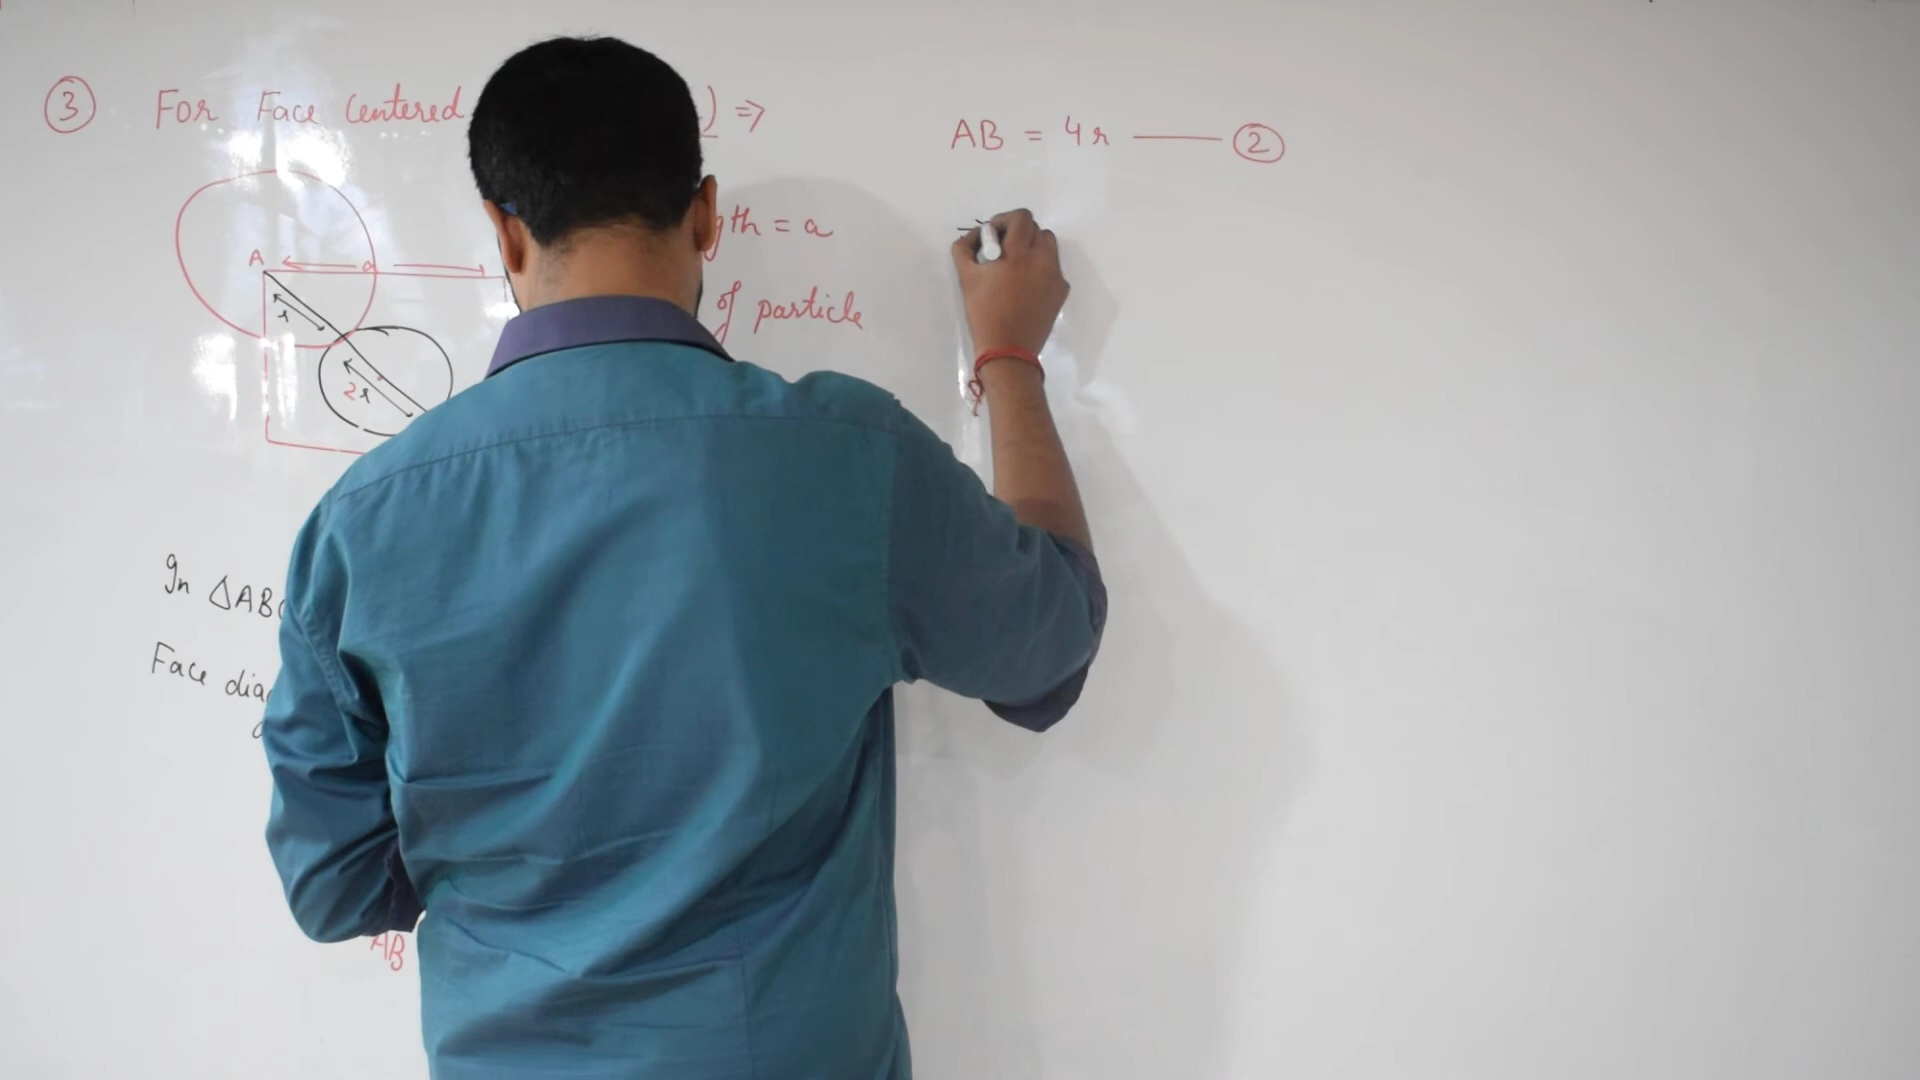 ③ For Face Centered ) ⇒
gth = a
of particle
A
a
r
2r
In △ABC
Face diag
AB
AB = 4r —— ②